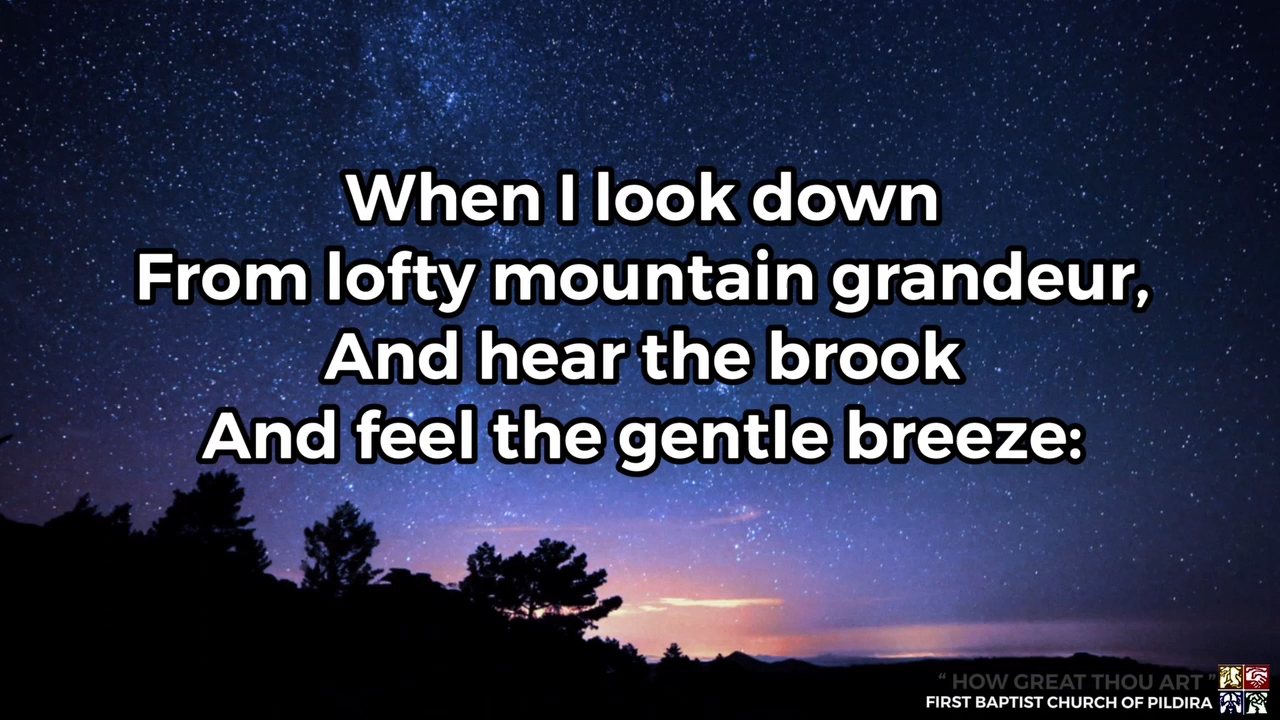 When I look down
From lofty mountain grandeur,
And hear the brook
And feel the gentle breeze:
“ HOW GREAT THOU ART ”
FIRST BAPTIST CHURCH OF PILDIRA